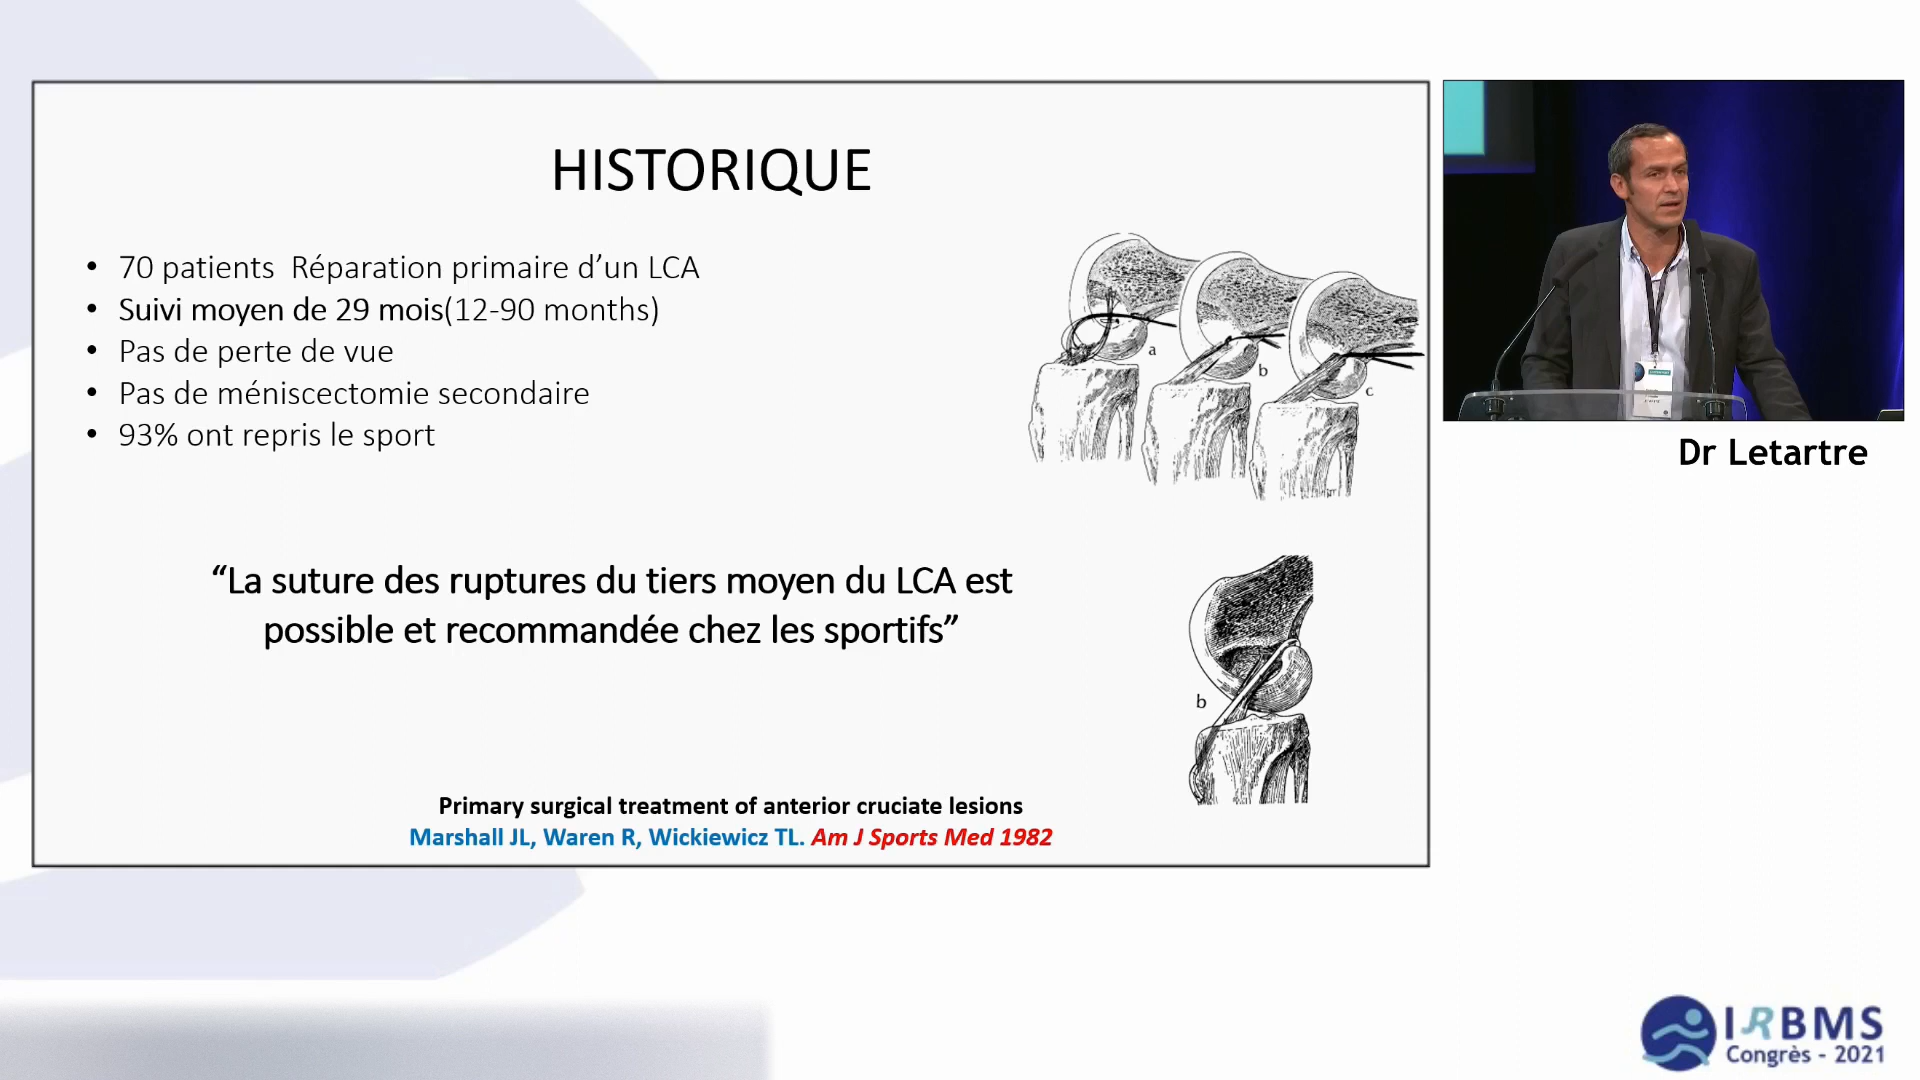 HISTORIQUE
• 70 patients  Réparation primaire d’un LCA
• Suivi moyen de 29 mois(12-90 months)
• Pas de perte de vue
• Pas de méniscectomie secondaire
• 93% ont repris le sport
a
b
c
“La suture des ruptures du tiers moyen du LCA est
possible et recommandée chez les sportifs”
b
Primary surgical treatment of anterior cruciate lesions
Marshall JL, Waren R, Wickiewicz TL. Am J Sports Med 1982
Dr Letartre
IRBMS
Congrès - 2021